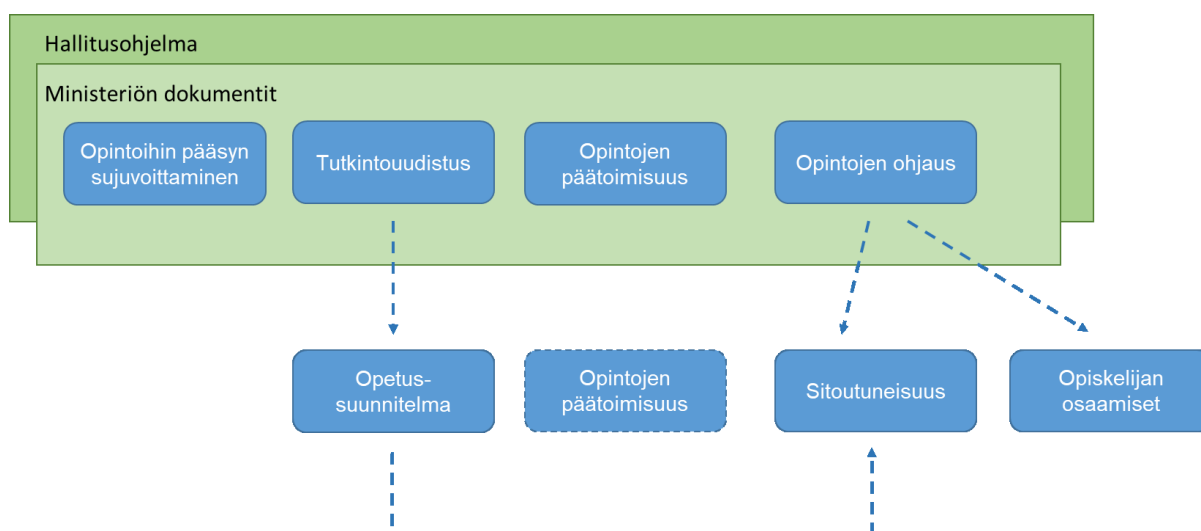 Hallitusohjelma
Ministeriön dokumentit
Opintoihin pääsyn
sujuvoittaminen
Tutkintouudistus
Opintojen
päätoimisuus
Opintojen ohjaus
Opetus-
suunnitelma
Opintojen
päätoimisuus
Sitoutuneisuus
Opiskelijan
osaamiset